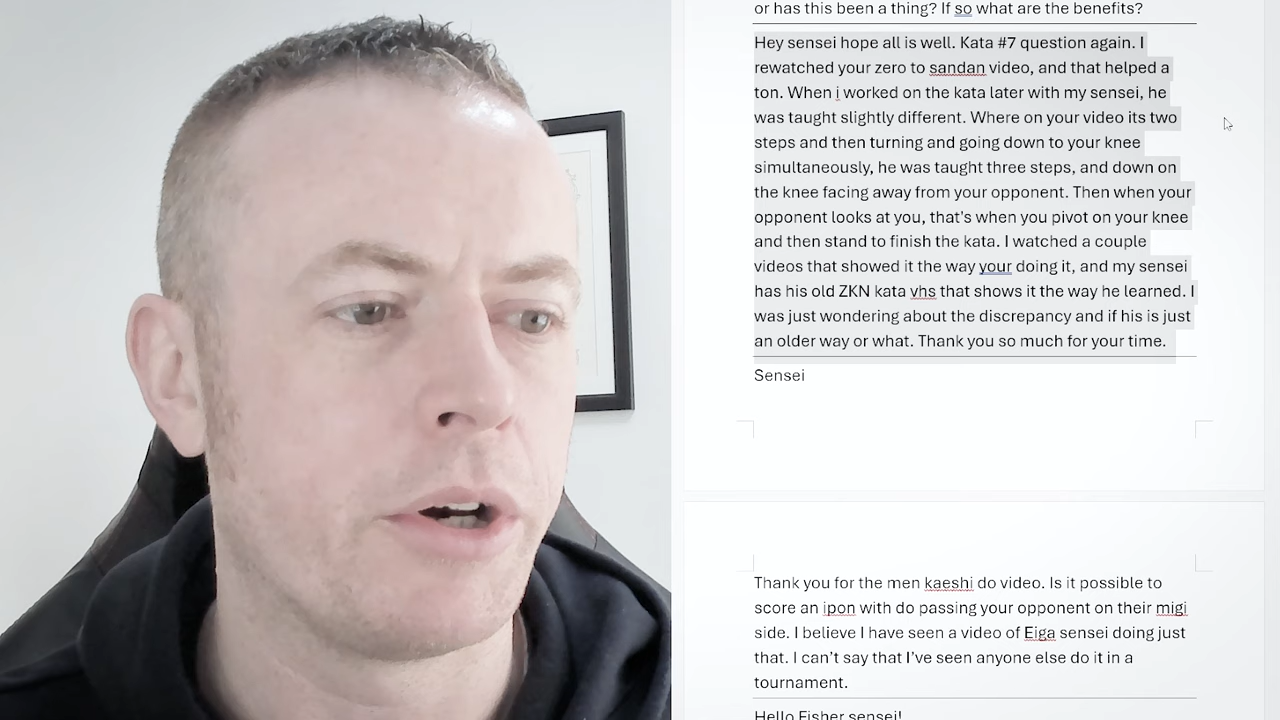 or has this been a thing? If so what are the benefits?
Hey sensei hope all is well. Kata #7 question again. I
rewatched your zero to sandan video, and that helped a
ton. When i worked on the kata later with my sensei, he
was taught slightly different. Where on your video its two
steps and then turning and going down to your knee
simultaneously, he was taught three steps, and down on
the knee facing away from your opponent. Then when your
opponent looks at you, that's when you pivot on your knee
and then stand to finish the kata. I watched a couple
videos that showed it the way your doing it, and my sensei
has his old ZKN kata vhs that shows it the way he learned. I
was just wondering about the discrepancy and if his is just
an older way or what. Thank you so much for your time.
Sensei
Thank you for the men kaeshi do video. Is it possible to
score an ipon with do passing your opponent on their migi
side. I believe I have seen a video of Eiga sensei doing just
that. I can’t say that I’ve seen anyone else do it in a
tournament.
Hello Fisher sensei!